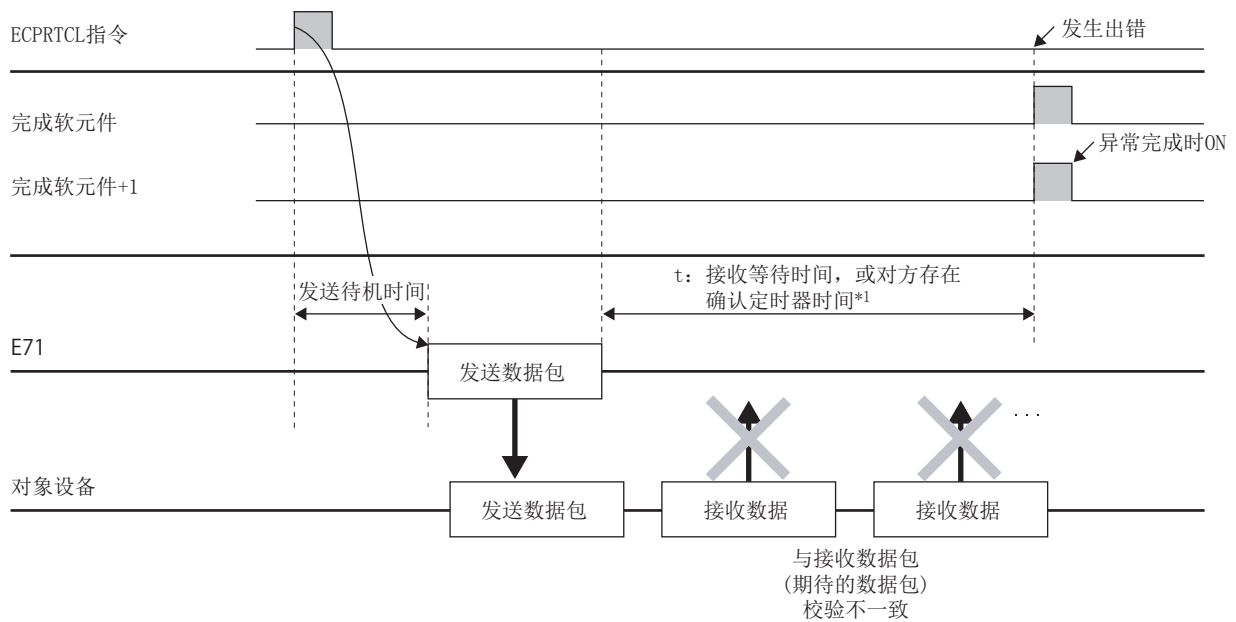 ECPRTCL指令
发生出错
完成软元件
异常完成时ON
完成软元件+1
t: 接收等待时间，或对方存在
确认定时器时间*1
发送待机时间
E71
发送数据包
...
对象设备
发送数据包
接收数据
接收数据
与接收数据包
(期待的数据包)
校验不一致